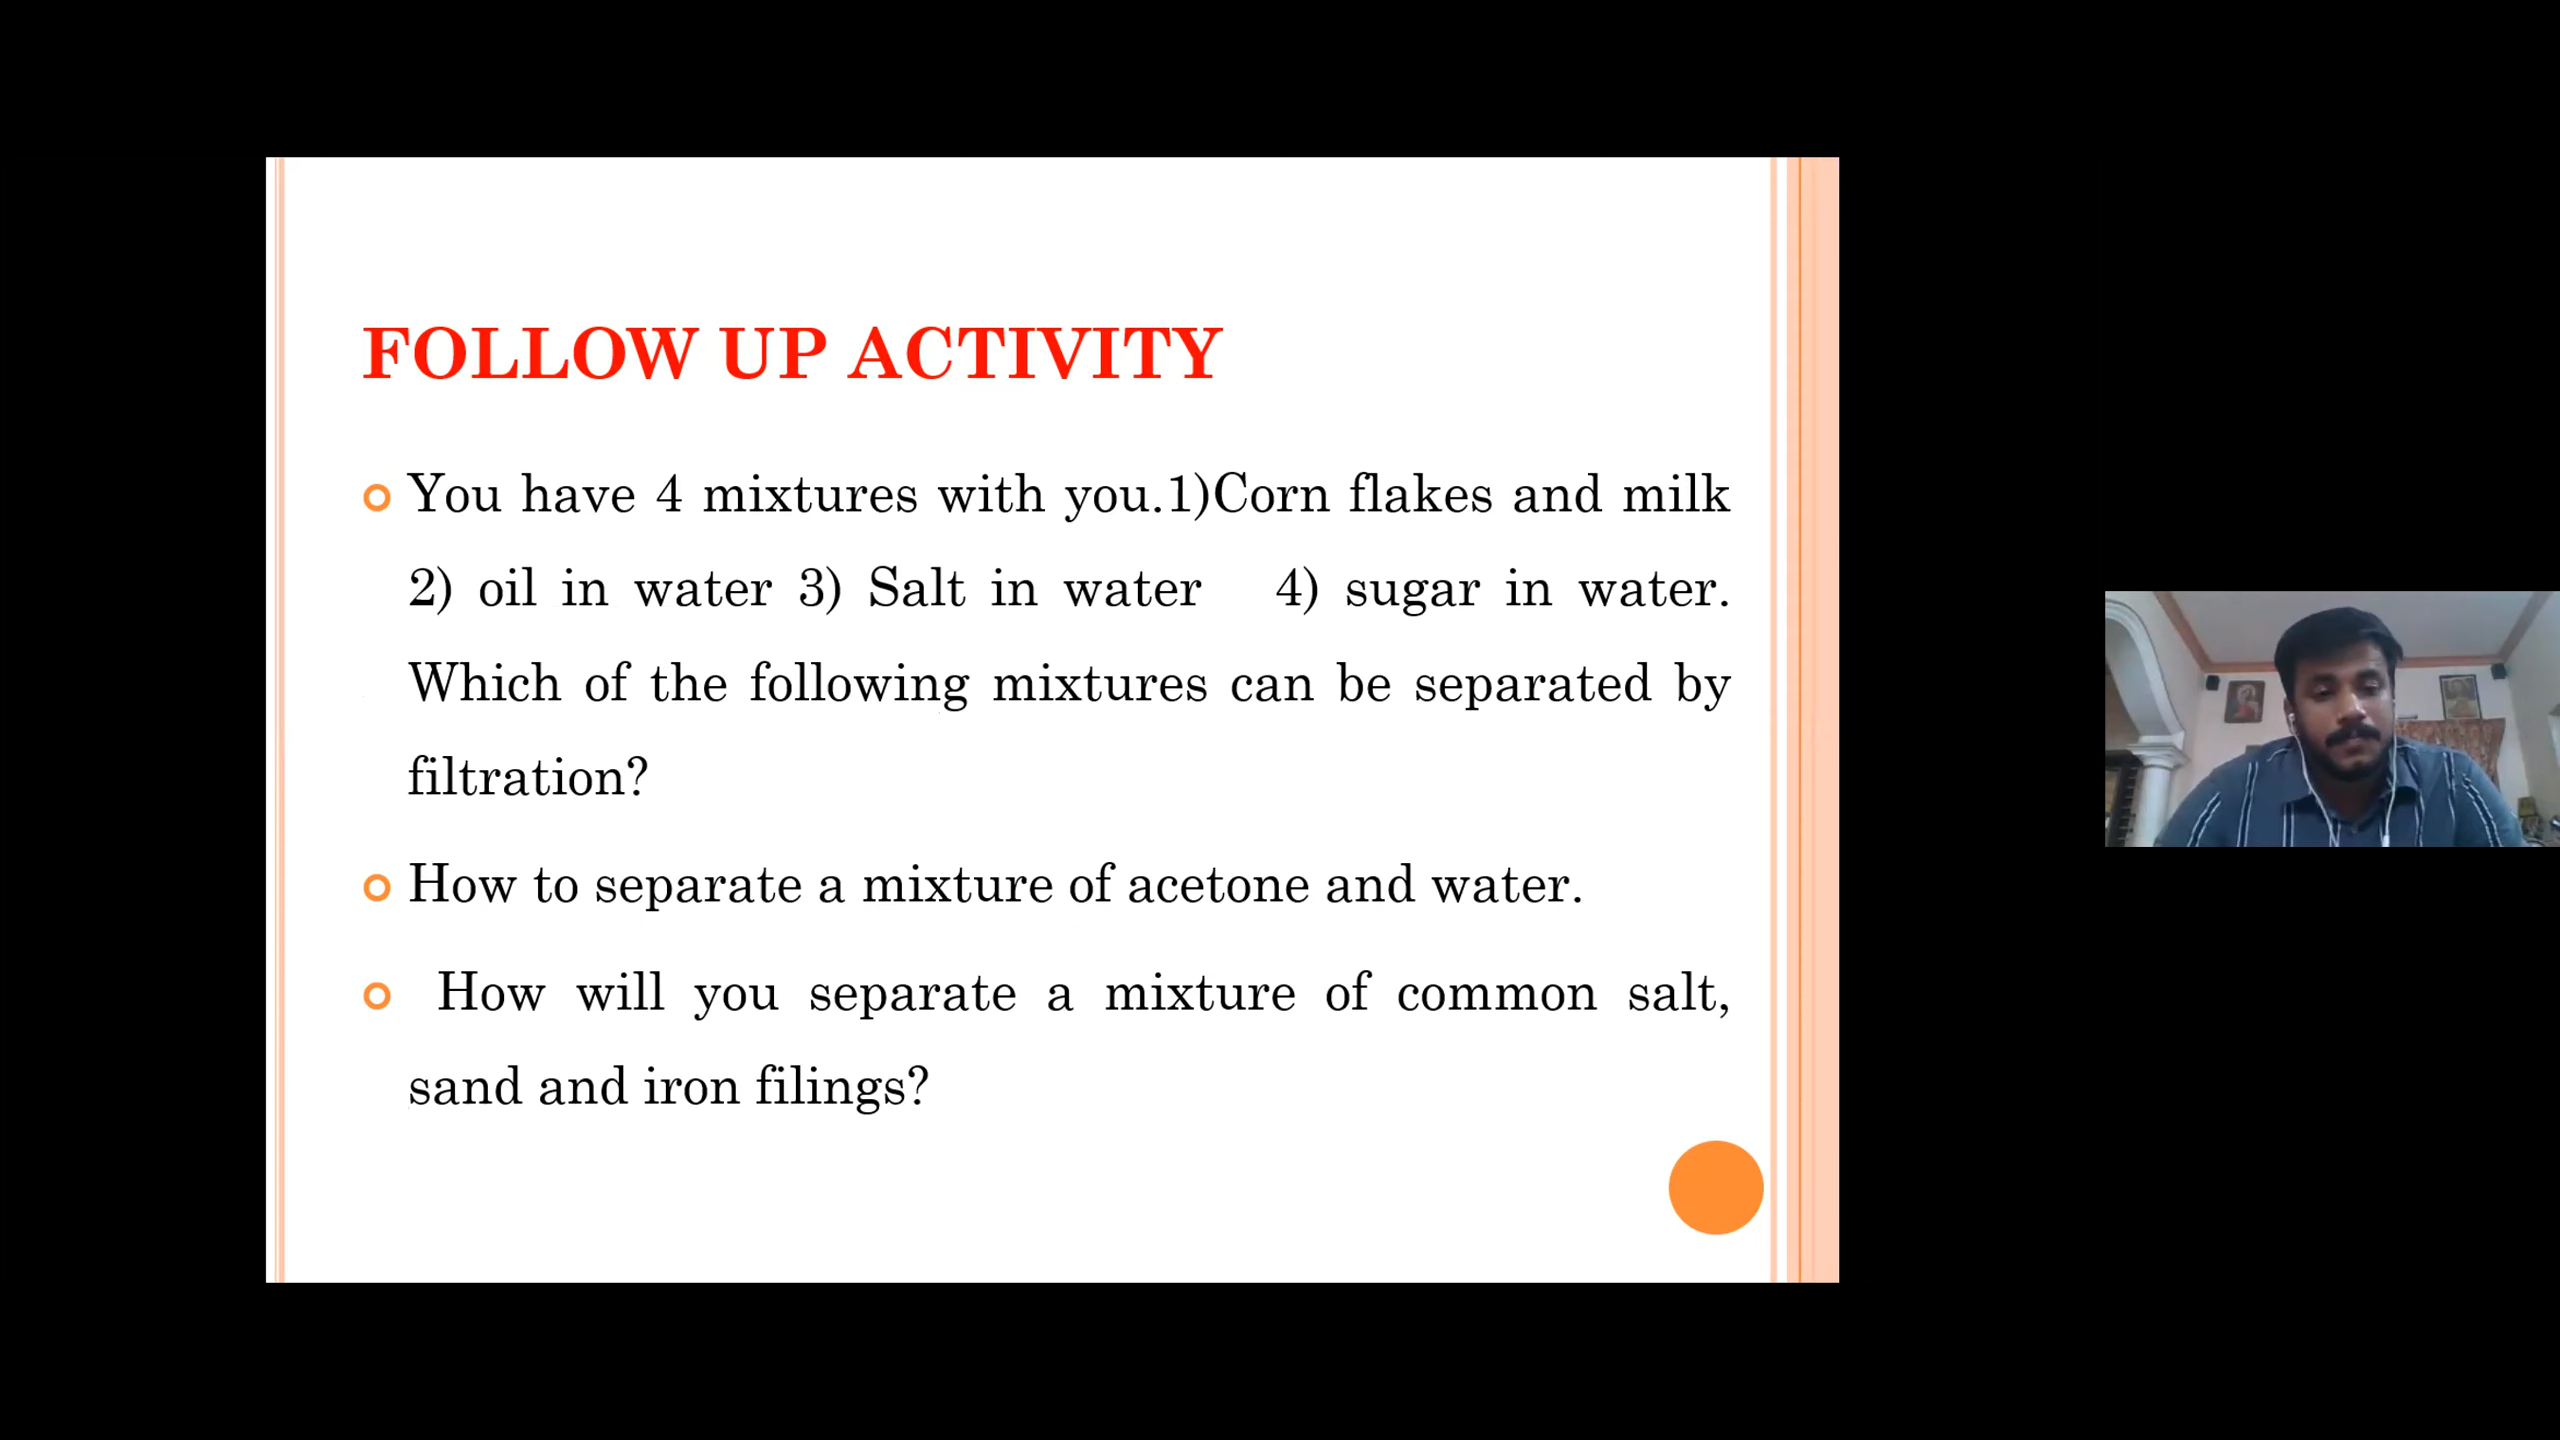 FOLLOW UP ACTIVITY
You have 4 mixtures with you.1)Corn flakes and milk
2) oil in water 3) Salt in water 4) sugar in water.
Which of the following mixtures can be separated by
filtration?
How to separate a mixture of acetone and water.
How will you separate a mixture of common salt,
sand and iron filings?